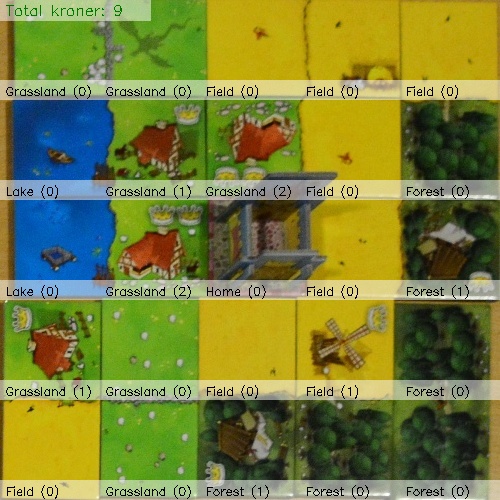 Total kroner: 9
Grassland (0) Grassland (0) Field (0) Field (0) Field (0)
Lake (0) Grassland (1) Grassland (2) Field (0) Forest (0)
Lake (0) Grassland (2) Home (0) Field (0) Forest (1)
Grassland (1) Grassland (0) Field (0) Field (1) Forest (0)
Field (0) Grassland (0) Forest (1) Forest (0) Forest (0)